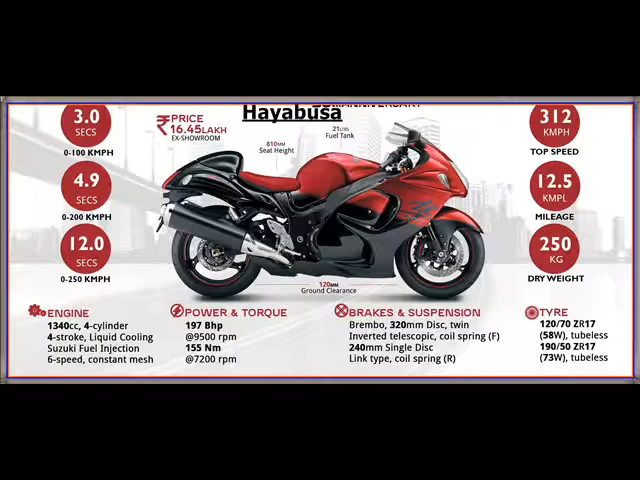 Hayabusa
ANNIVERSARY
3.0
SECS
0-100 KMPH
4.9
SECS
0-200 KMPH
12.0
SECS
0-250 KMPH
₹PRICE
16.45LAKH
EX-SHOWROOM
810MM
Seat Height
21LTRS
Fuel Tank
120MM
Ground Clearance
312
KMPH
TOP SPEED
12.5
KMPL
MILEAGE
250
KG
DRY WEIGHT
ENGINE
1340cc, 4-cylinder
4-stroke, Liquid Cooling
Suzuki Fuel Injection
6-speed, constant mesh
POWER & TORQUE
197 Bhp
@9500 rpm
155 Nm
@7200 rpm
BRAKES & SUSPENSION
Brembo, 320mm Disc, twin
Inverted telescopic, coil spring (F)
240mm Single Disc
Link type, coil spring (R)
TYRE
120/70 ZR17
(58W), tubeless
190/50 ZR17
(73W), tubeless